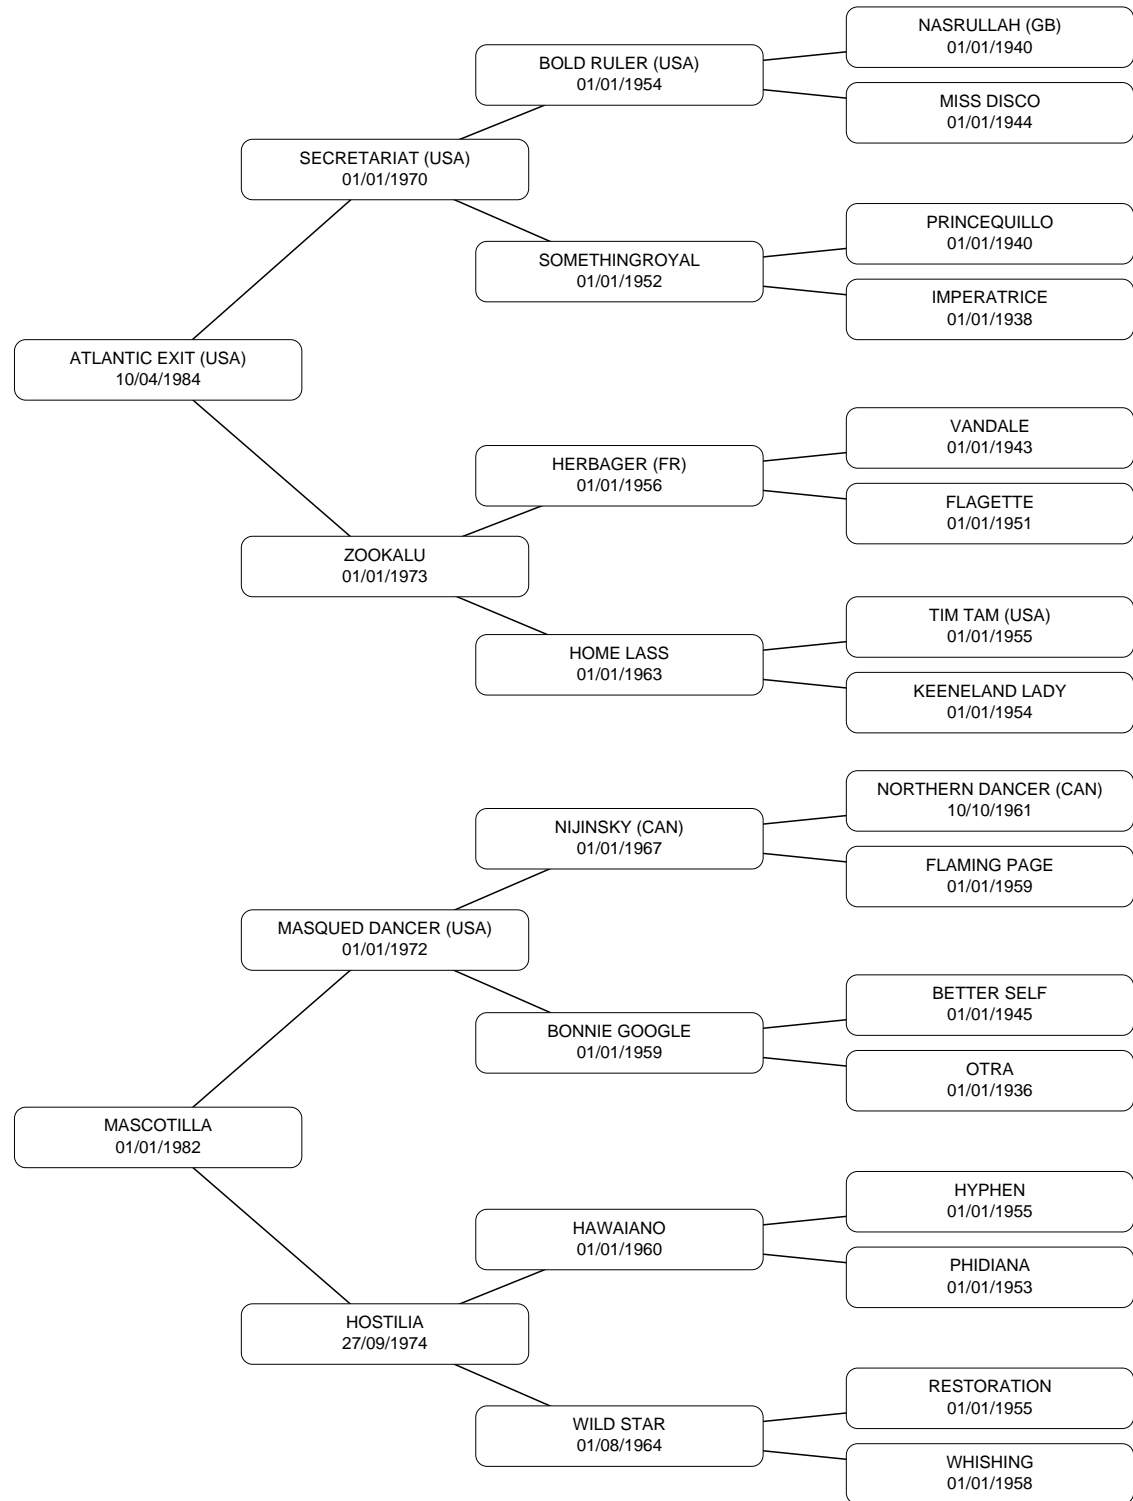 NASRULLAH (GB)
01/01/1940
BOLD RULER (USA)
01/01/1954
MISS DISCO
01/01/1944
SECRETARIAT (USA)
01/01/1970
PRINCEQUILLO
01/01/1940
SOMETHINGROYAL
01/01/1952
IMPERATRICE
01/01/1938
ATLANTIC EXIT (USA)
10/04/1984
VANDALE
01/01/1943
HERBAGER (FR)
01/01/1956
FLAGETTE
01/01/1951
ZOOKALU
01/01/1973
TIM TAM (USA)
01/01/1955
HOME LASS
01/01/1963
KEENELAND LADY
01/01/1954
NORTHERN DANCER (CAN)
10/10/1961
NIJINSKY (CAN)
01/01/1967
FLAMING PAGE
01/01/1959
MASQUED DANCER (USA)
01/01/1972
BETTER SELF
01/01/1945
BONNIE GOOGLE
01/01/1959
OTRA
01/01/1936
MASCOTILLA
01/01/1982
HYPHEN
01/01/1955
HAWAIANO
01/01/1960
PHIDIANA
01/01/1953
HOSTILIA
27/09/1974
RESTORATION
01/01/1955
WILD STAR
01/08/1964
WHISHING
01/01/1958